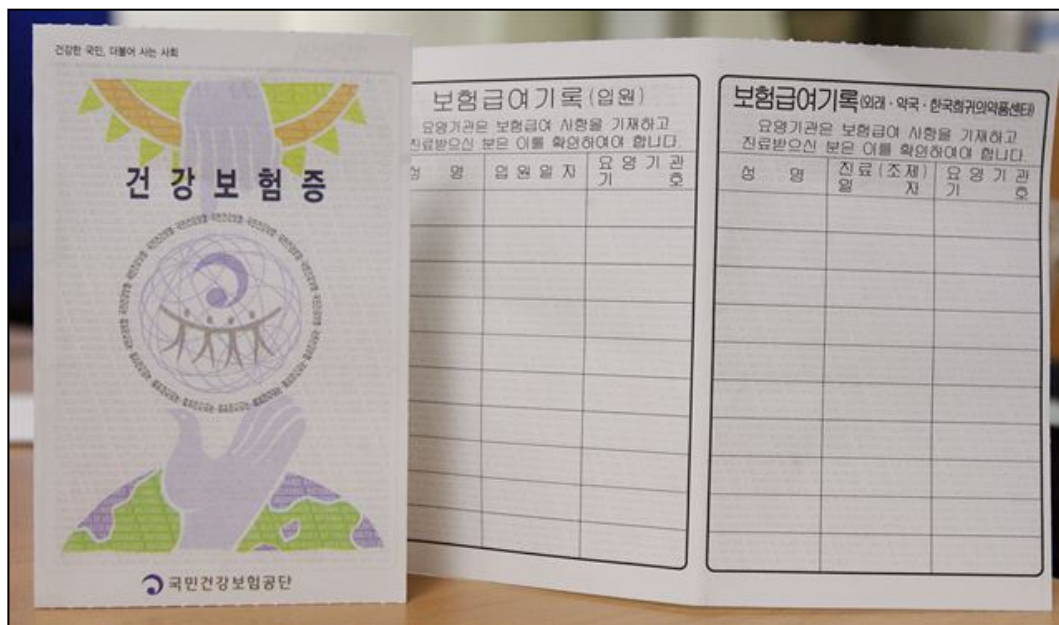 건강한 국민, 더불어 사는 사회
건강보험증
국민건강보험공단
보험급여기록(입원)
요양기관은 보험급여 사항을 기재하고
진료받으신 분은 이를 확인하여야 합니다.
성 명
입원일자
요양기관
기 호
보험급여기록(외래·약국·한국희귀의약품센터)
요양기관은 보험급여 사항을 기재하고
진료받으신 분은 이를 확인하여야 합니다.
성 명
진료(조제)
일 자
요양기관
기 호